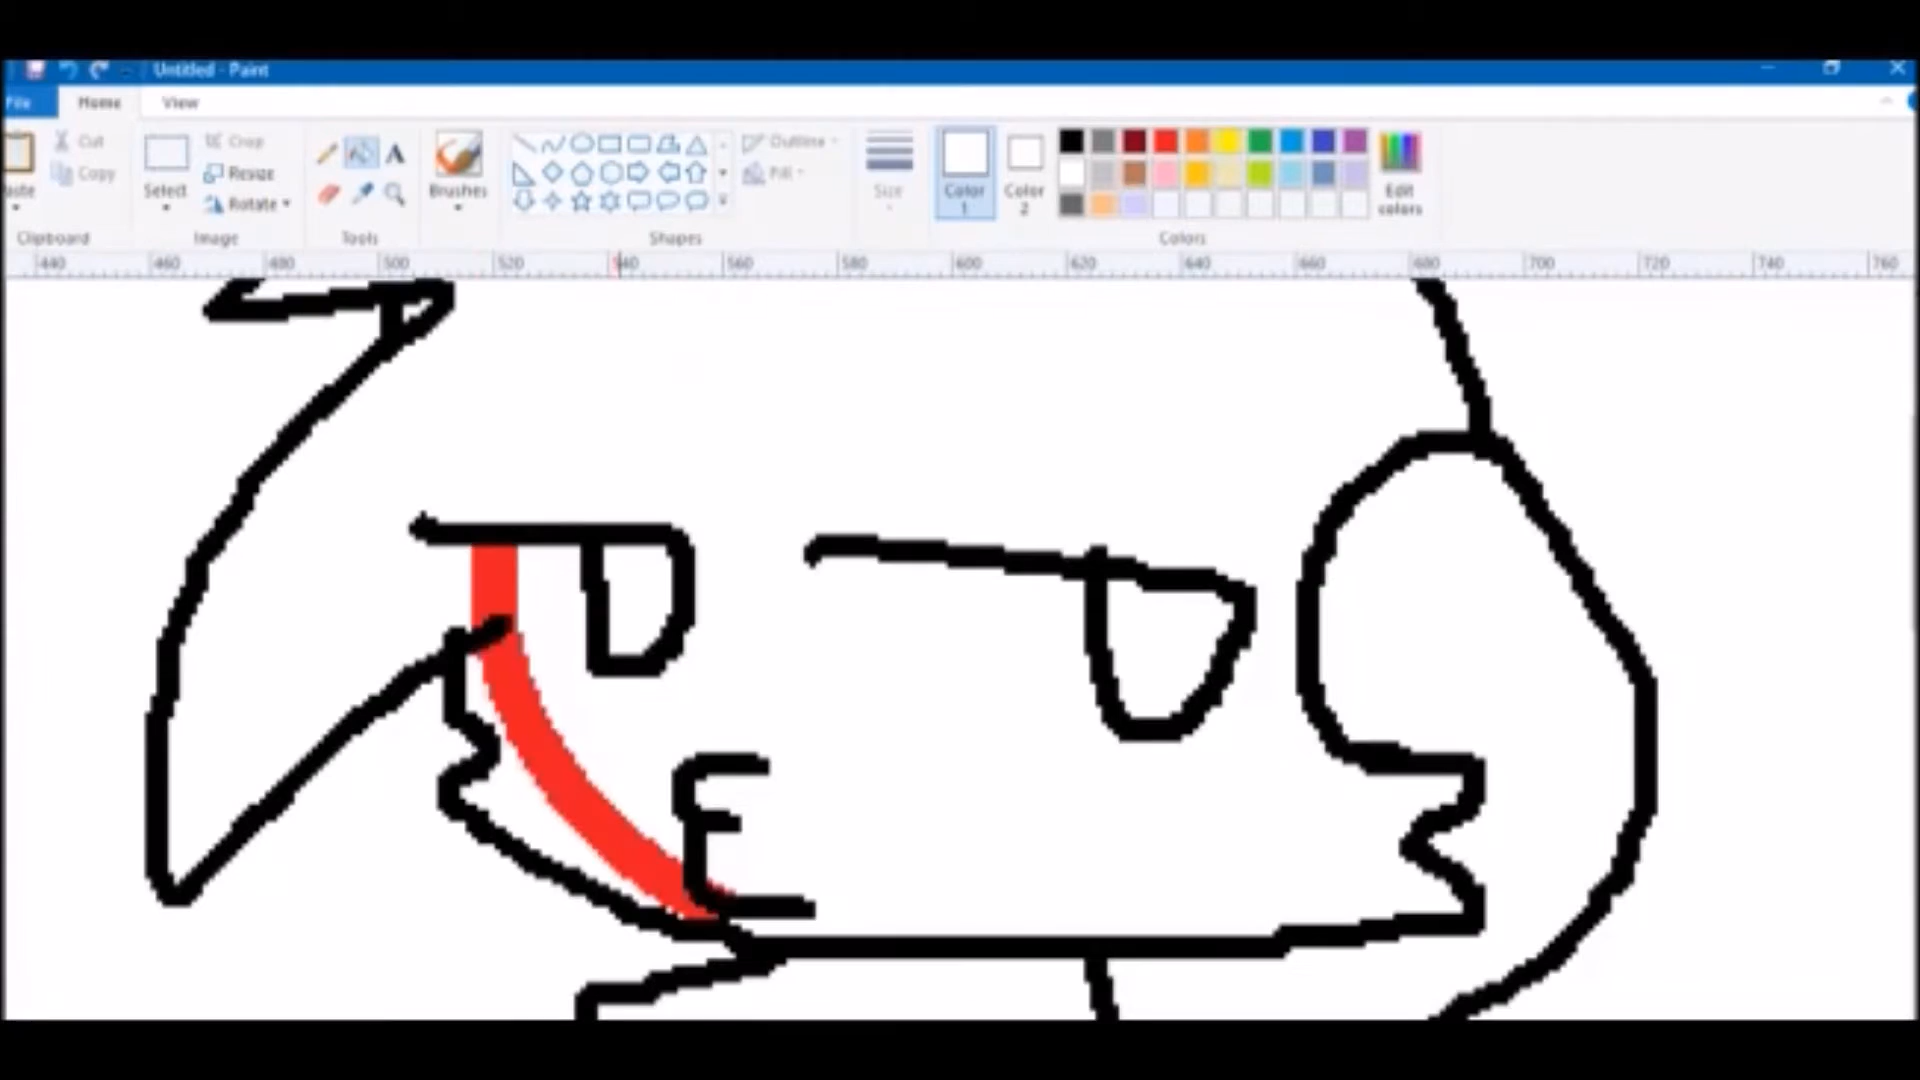 Untitled - Paint
File Home View
Cut
Copy
Select
Crop
Resize
Rotate
Brushes
Outline
Fill
Size
Color 1
Color 2
Edit colors
Clipboard Image Tools Shapes Colors
440 460 480 500 520 540 560 580 600 620 640 660 680 700 720 740 760